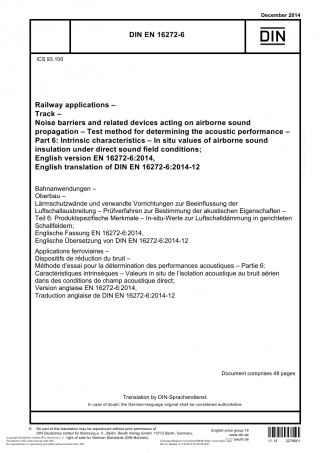 December 2014
DIN EN 16272-6
DIN
ICS 93.100
Railway applications –
Track –
Noise barriers and related devices acting on airborne sound
propagation – Test method for determining the acoustic performance –
Part 6: Intrinsic characteristics – In situ values of airborne sound
insulation under direct sound field conditions;
English version EN 16272-6:2014,
English translation of DIN EN 16272-6:2014-12
Bahnanwendungen –
Oberbau –
Lärmschutzwände und verwandte Vorrichtungen zur Beeinflussung der
Luftschallausbreitung – Prüfverfahren zur Bestimmung der akustischen Eigenschaften –
Teil 6: Produktspezifische Merkmale – In-situ-Werte zur Luftschalldämmung in gerichteten
Schallfeldern;
Englische Fassung EN 16272-6:2014,
Englische Übersetzung von DIN EN 16272-6:2014-12
Applications ferroviaires –
Dispositifs de réduction du bruit –
Méthode d'essai pour la détermination des performances acoustiques – Partie 6:
Caractéristiques intrinsèques – Valeurs in situ de l'isolation acoustique au bruit aérien
dans des conditions de champ acoustique direct;
Version anglaise EN 16272-6:2014,
Traduction anglaise de DIN EN 16272-6:2014-12
Document comprises 48 pages
Translation by DIN-Sprachendienst.
In case of doubt, the German-language original shall be considered authoritative.
© No part of this translation may be reproduced without prior permission of
DIN Deutsches Institut für Normung e. V., Berlin. Beuth Verlag GmbH, 10772 Berlin, Germany,
right of sale for German Standards (DIN-Normen).
English price group 19
www.din.de
www.beuth.de
11.14